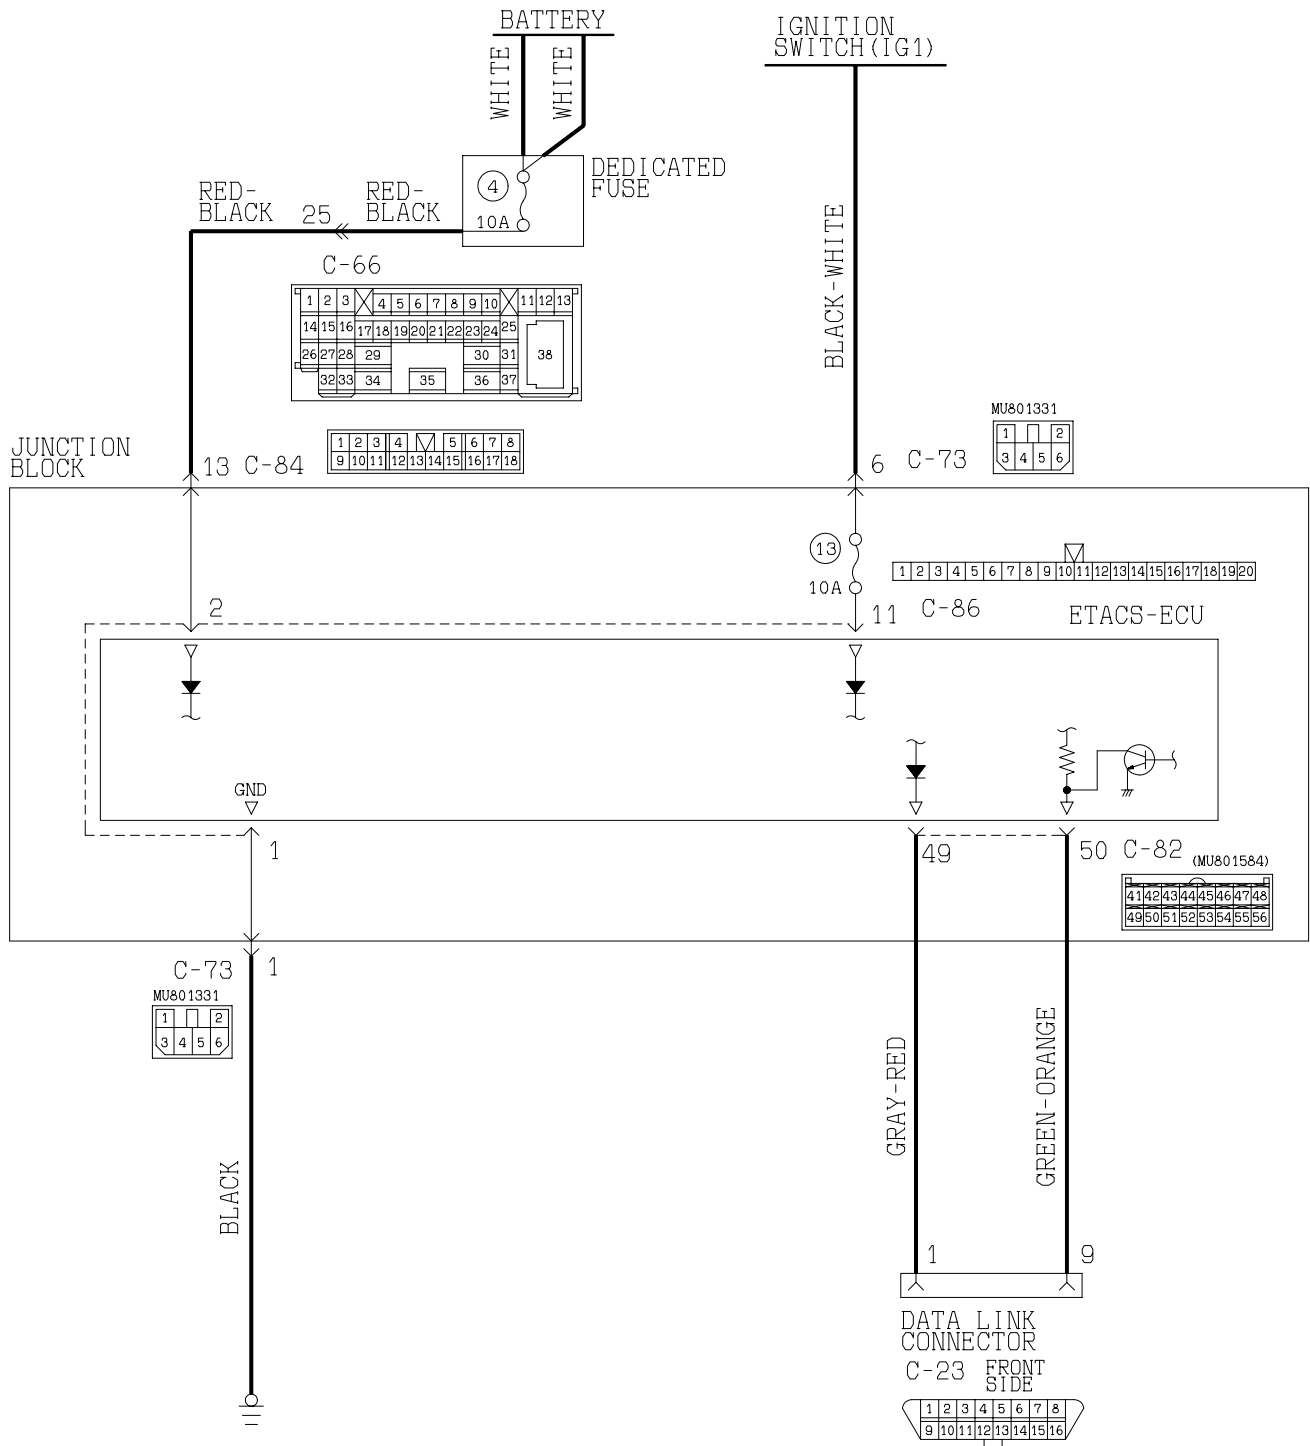 BATTERY
IGNITION
SWITCH(IG1)
WHITE
WHITE
DEDICATED
FUSE
4
10A
RED-
BLACK
25
RED-
BLACK
BLACK-WHITE
C-66
1 2 3 4 5 6 7 8 9 10 11 12 13
14 15 16 17 18 19 20 21 22 23 24 25
26 27 28 29 30 31 38
32 33 34 35 36 37
MU801331
1 2
3 4 5 6
JUNCTION
BLOCK
13 C-84
1 2 3 4 5 6 7 8
9 10 11 12 13 14 15 16 17 18
6 C-73
13
10A
1 2 3 4 5 6 7 8 9 10 11 12 13 14 15 16 17 18 19 20
2
11
C-86
ETACS-ECU
GND
1
49
50 C-82
(MU801584)
41 42 43 44 45 46 47 48
49 50 51 52 53 54 55 56
C-73 1
MU801331
1 2
3 4 5 6
BLACK
GRAY-RED
GREEN-ORANGE
1
9
DATA LINK
CONNECTOR
C-23 FRONT
SIDE
1 2 3 4 5 6 7 8
9 10 11 12 13 14 15 16